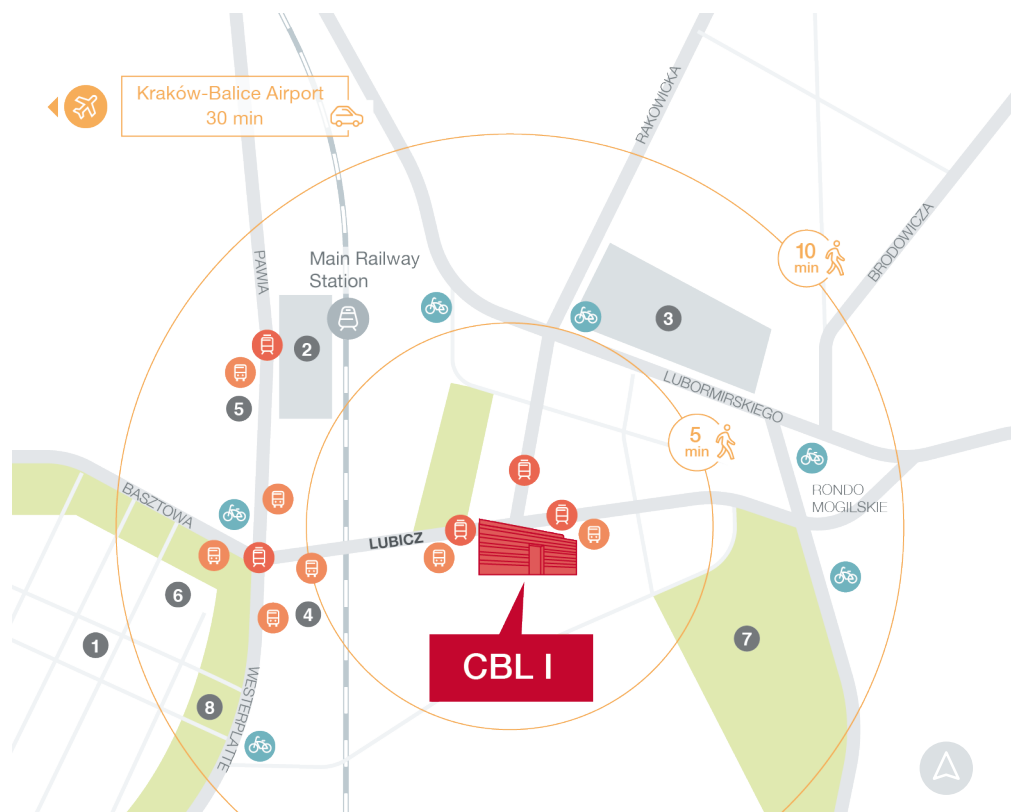 Kraków-Balice Airport
30 min
RAKOWICKA
BRODOWICZA
10
min
PAWIA
Main Railway
Station
3
2
LUBORMIRSKIEGO
5
5
min
BASZTOWA
RONDO
MOGILSKIE
LUBICZ
6
4
1
7
CBL I
WESTERPLATTE
8